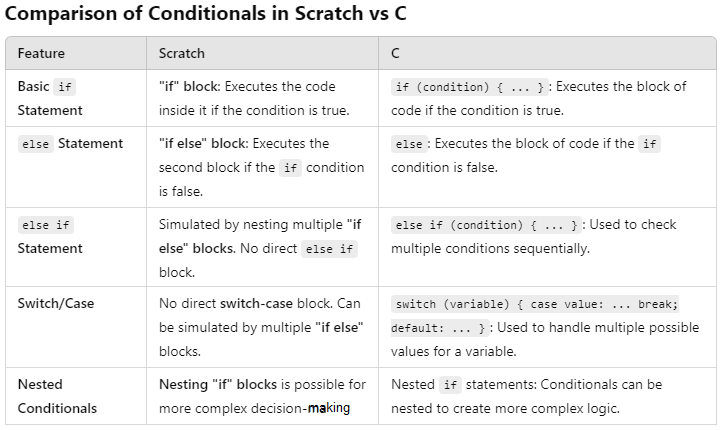 Comparison of Conditionals in Scratch vs C
Feature
Scratch
C
Basic if
Statement
"if" block: Executes the code
inside it if the condition is true.
if (condition) { ... } : Executes the block of
code if the condition is true.
else Statement
"if else" block: Executes the
second block if the if condition
is false.
else : Executes the block of code if the if
condition is false.
else if
Statement
Simulated by nesting multiple "if
else" blocks. No direct else if
block.
else if (condition) { ... } : Used to check
multiple conditions sequentially.
Switch/Case
No direct switch-case block. Can
be simulated by multiple "if else"
blocks.
switch (variable) { case value: ... break;
default: ... } : Used to handle multiple possible
values for a variable.
Nested
Conditionals
Nesting "if" blocks is possible for
more complex decision-making
Nested if statements: Conditionals can be
nested to create more complex logic.